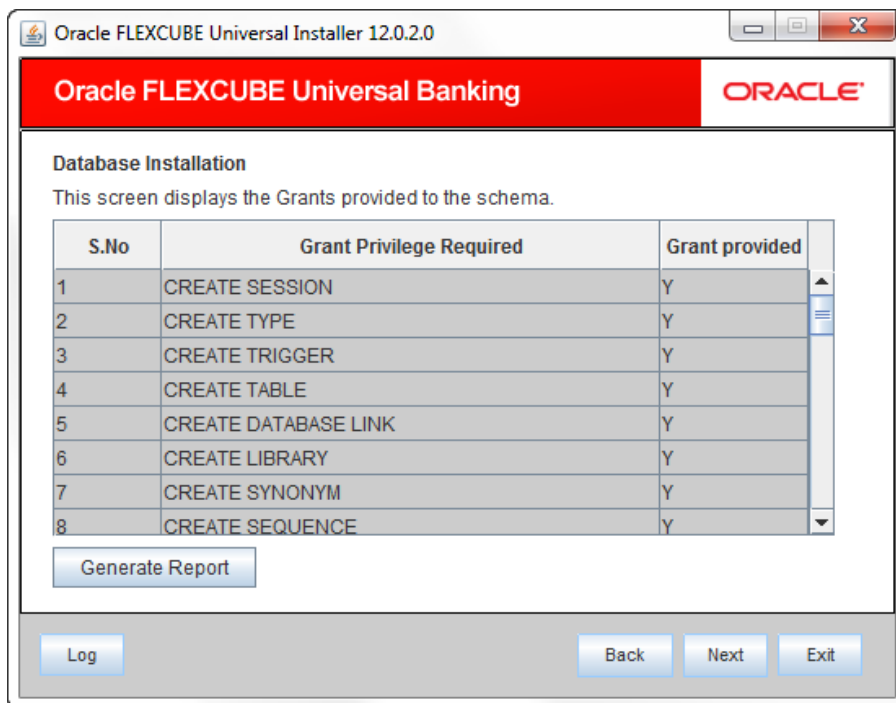 Oracle FLEXCUBE Universal Installer 12.0.2.0
Oracle FLEXCUBE Universal Banking
ORACLE
Database Installation
This screen displays the Grants provided to the schema.
S.No Grant Privilege Required Grant provided
1 CREATE SESSION Y
2 CREATE TYPE Y
3 CREATE TRIGGER Y
4 CREATE TABLE Y
5 CREATE DATABASE LINK Y
6 CREATE LIBRARY Y
7 CREATE SYNONYM Y
8 CREATE SEQUENCE Y
Generate Report
Log Back Next Exit